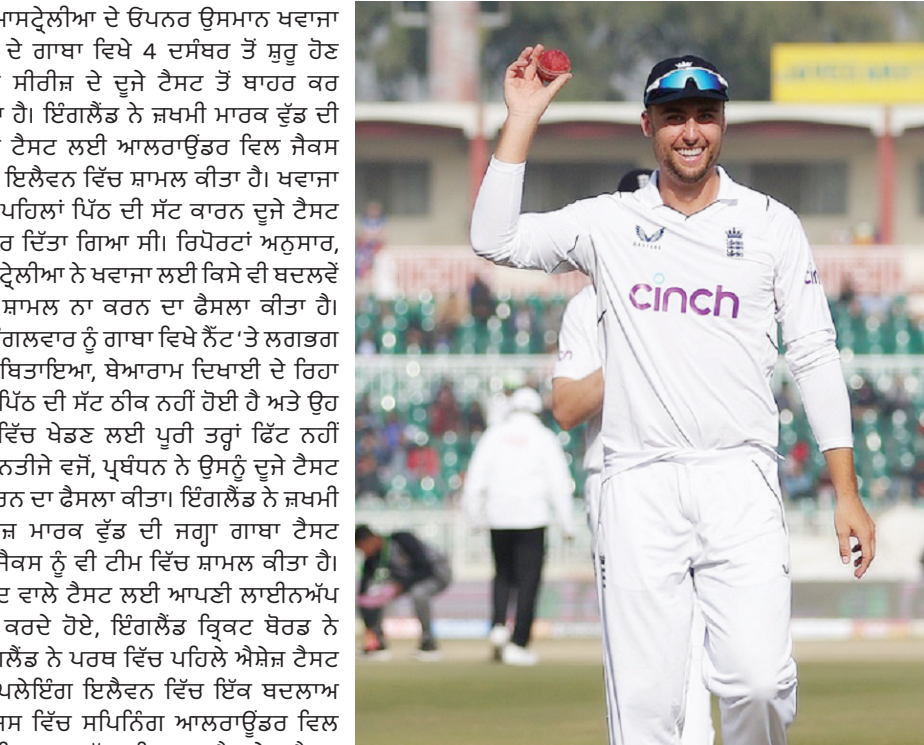 ਦੇ ਓਪਨਰ ਉਸਮਾਨ ਖਵਾਜਾ
ਦੇ ਗਾਬਾ ਵਿਖੇ 4 ਦਸੰਬਰ ਤੋਂ ਸ਼ੁਰੂ ਹੋਣ
ਸੀਰੀਜ਼ ਦੇ ਦੂਜੇ ਟੈਸਟ ਤੋਂ ਬਾਹਰ ਕਰ
ਹੈ। ਇੰਗਲੈਂਡ ਨੇ ਜ਼ਖਮੀ ਮਾਰਕ ਵੁੱਡ ਦੀ
ਟੈਸਟ ਲਈ ਆਲਰਾਊਂਡਰ ਵਿਲ ਜੈਕਸ
ਇਲੈਵਨ ਵਿੱਚ ਸ਼ਾਮਲ ਕੀਤਾ ਹੈ। ਖਵਾਜਾ
ਪਹਿਲਾਂ ਪਿੱਠ ਦੀ ਸੱਟ ਕਾਰਨ ਦੂਜੇ ਟੈਸਟ
ਰ ਦਿੱਤਾ ਗਿਆ ਸੀ। ਰਿਪੋਰਟਾਂ ਅਨੁਸਾਰ,
ਟ੍ਰੇਲੀਆ ਨੇ ਖਵਾਜਾ ਲਈ ਕਿਸੇ ਵੀ ਬਦਲਵੇਂ
ਸ਼ਾਮਲ ਨਾ ਕਰਨ ਦਾ ਫੈਸਲਾ ਕੀਤਾ ਹੈ।
ਗਲਵਾਰ ਨੂੰ ਗਾਬਾ ਵਿਖੇ ਨੈੱਟ 'ਤੇ ਲਗਭਗ
ਬਿਤਾਇਆ, ਬੇਆਰਾਮ ਦਿਖਾਈ ਦੇ ਰਿਹਾ
ਪਿੱਠ ਦੀ ਸੱਟ ਠੀਕ ਨਹੀਂ ਹੋਈ ਹੈ ਅਤੇ ਉਹ
ਵਿੱਚ ਖੇਡਣ ਲਈ ਪੂਰੀ ਤਰ੍ਹਾਂ ਫਿੱਟ ਨਹੀਂ
ਨਤੀਜੇ ਵਜੋਂ, ਪ੍ਰਬੰਧਨ ਨੇ ਉਸਨੂੰ ਦੂਜੇ ਟੈਸਟ
ਰਨ ਦਾ ਫੈਸਲਾ ਕੀਤਾ। ਇੰਗਲੈਂਡ ਨੇ ਜ਼ਖਮੀ
ਜ਼ ਮਾਰਕ ਵੁੱਡ ਦੀ ਜਗ੍ਹਾ ਗਾਬਾ ਟੈਸਟ
ਜੈਕਸ ਨੂੰ ਵੀ ਟੀਮ ਵਿੱਚ ਸ਼ਾਮਲ ਕੀਤਾ ਹੈ।
ਦ ਵਾਲੇ ਟੈਸਟ ਲਈ ਆਪਣੀ ਲਾਈਨਅੱਪ
ਕਰਦੇ ਹੋਏ, ਇੰਗਲੈਂਡ ਕ੍ਰਿਕਟ ਬੋਰਡ ਨੇ
ਲੈਂਡ ਨੇ ਪਰਥ ਵਿੱਚ ਪਹਿਲੇ ਐਸ਼ੇਜ਼ ਟੈਸਟ
ਪਲੇਇੰਗ ਇਲੈਵਨ ਵਿੱਚ ਇੱਕ ਬਦਲਾਅ
ਸ ਵਿੱਚ ਸਪਿਨਿੰਗ ਆਲਰਾਊਂਡਰ ਵਿਲ
cinch